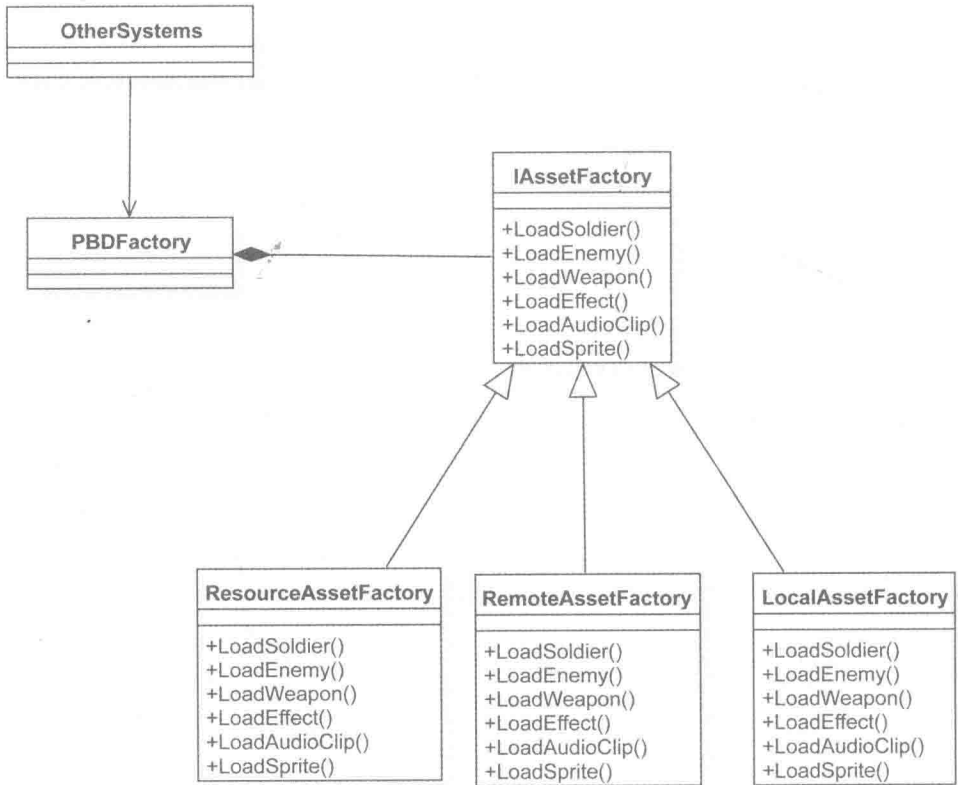 OtherSystems
PBDFactory
IAssetFactory
+LoadSoldier()
+LoadEnemy()
+LoadWeapon()
+LoadEffect()
+LoadAudioClip()
+LoadSprite()
ResourceAssetFactory
+LoadSoldier()
+LoadEnemy()
+LoadWeapon()
+LoadEffect()
+LoadAudioClip()
+LoadSprite()
RemoteAssetFactory
+LoadSoldier()
+LoadEnemy()
+LoadWeapon()
+LoadEffect()
+LoadAudioClip()
+LoadSprite()
LocalAssetFactory
+LoadSoldier()
+LoadEnemy()
+LoadWeapon()
+LoadEffect()
+LoadAudioClip()
+LoadSprite()